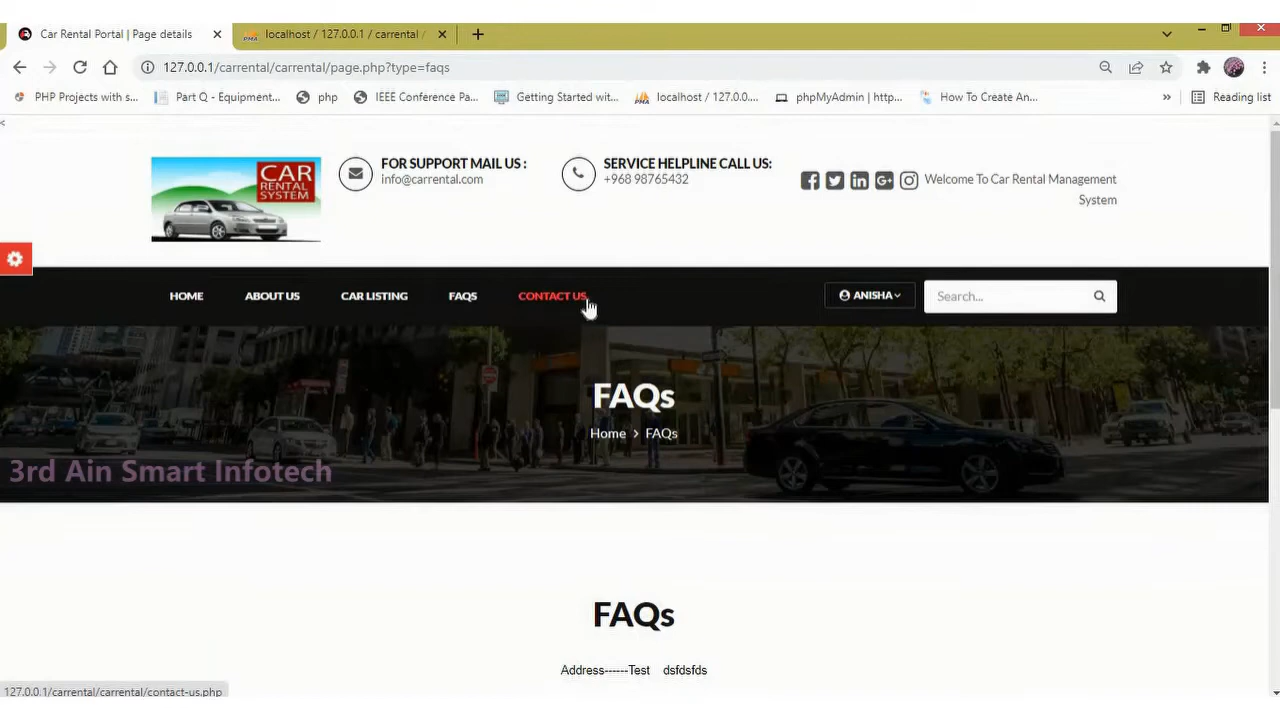 Car Rental Portal | Page details
localhost / 127.0.0.1 / carrental /
127.0.0.1/carrental/carrental/page.php?type=faqs
PHP Projects with s...
Part Q - Equipment...
php
IEEE Conference Pa...
Getting Started wit...
localhost / 127.0.0....
phpMyAdmin | http...
How To Create An...
»
Reading list
<
CAR
RENTAL
SYSTEM
FOR SUPPORT MAIL US :
info@carrental.com
SERVICE HELPLINE CALL US:
+968 98765432
Welcome To Car Rental Management
System
HOME
ABOUT US
CAR LISTING
FAQS
CONTACT US
ANISHA
Search...
FAQs
Home > FAQs
3rd Ain Smart Infotech
FAQs
Address------Test dsfdsfds
127.0.0.1/carrental/carrental/contact-us.php